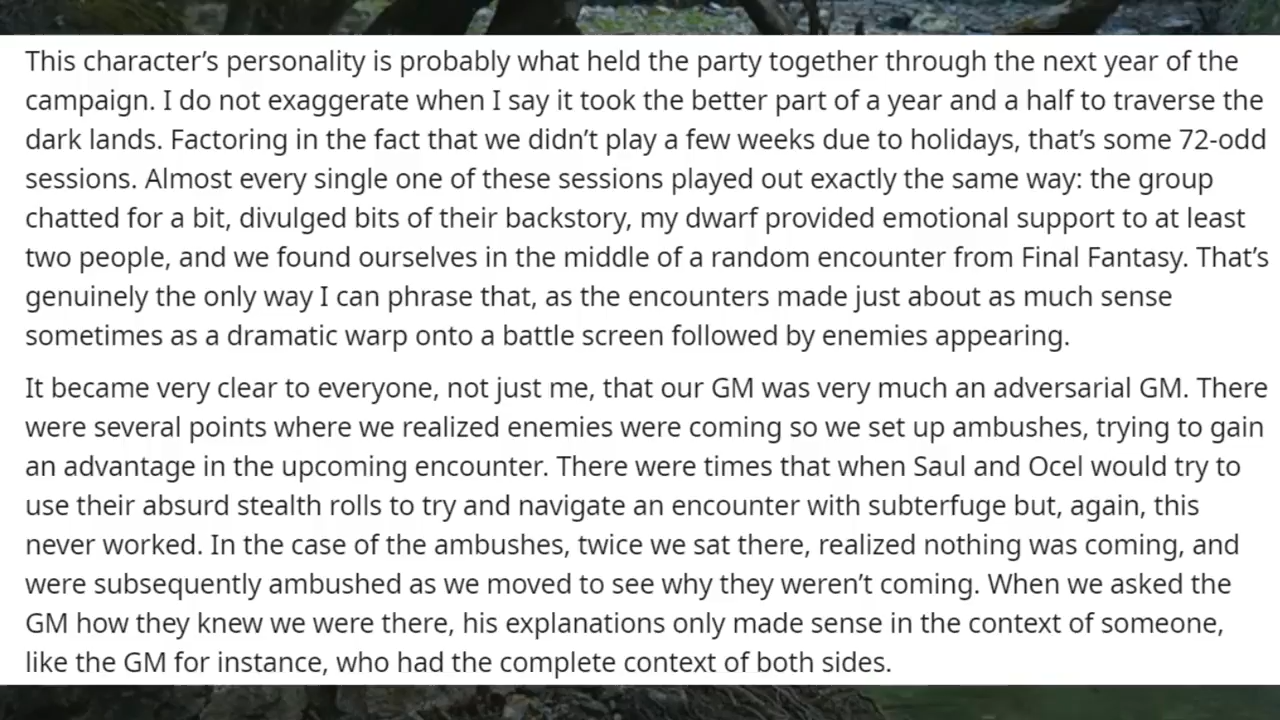 This character’s personality is probably what held the party together through the next year of the
campaign. I do not exaggerate when I say it took the better part of a year and a half to traverse the
dark lands. Factoring in the fact that we didn’t play a few weeks due to holidays, that’s some 72-odd
sessions. Almost every single one of these sessions played out exactly the same way: the group
chatted for a bit, divulged bits of their backstory, my dwarf provided emotional support to at least
two people, and we found ourselves in the middle of a random encounter from Final Fantasy. That’s
genuinely the only way I can phrase that, as the encounters made just about as much sense
sometimes as a dramatic warp onto a battle screen followed by enemies appearing.
It became very clear to everyone, not just me, that our GM was very much an adversarial GM. There
were several points where we realized enemies were coming so we set up ambushes, trying to gain
an advantage in the upcoming encounter. There were times that when Saul and Ocel would try to
use their absurd stealth rolls to try and navigate an encounter with subterfuge but, again, this
never worked. In the case of the ambushes, twice we sat there, realized nothing was coming, and
were subsequently ambushed as we moved to see why they weren’t coming. When we asked the
GM how they knew we were there, his explanations only made sense in the context of someone,
like the GM for instance, who had the complete context of both sides.